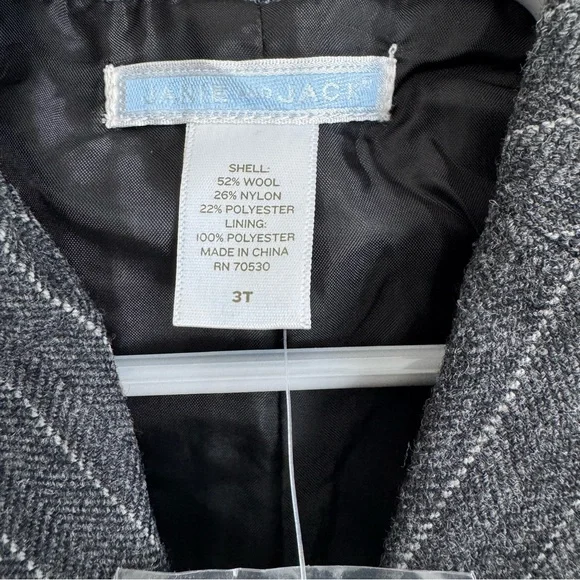 JANIE AND JACK
SHELL:
52% WOOL
26% NYLON
22% POLYESTER
LINING:
100% POLYESTER
MADE IN CHINA
RN 70530
3T